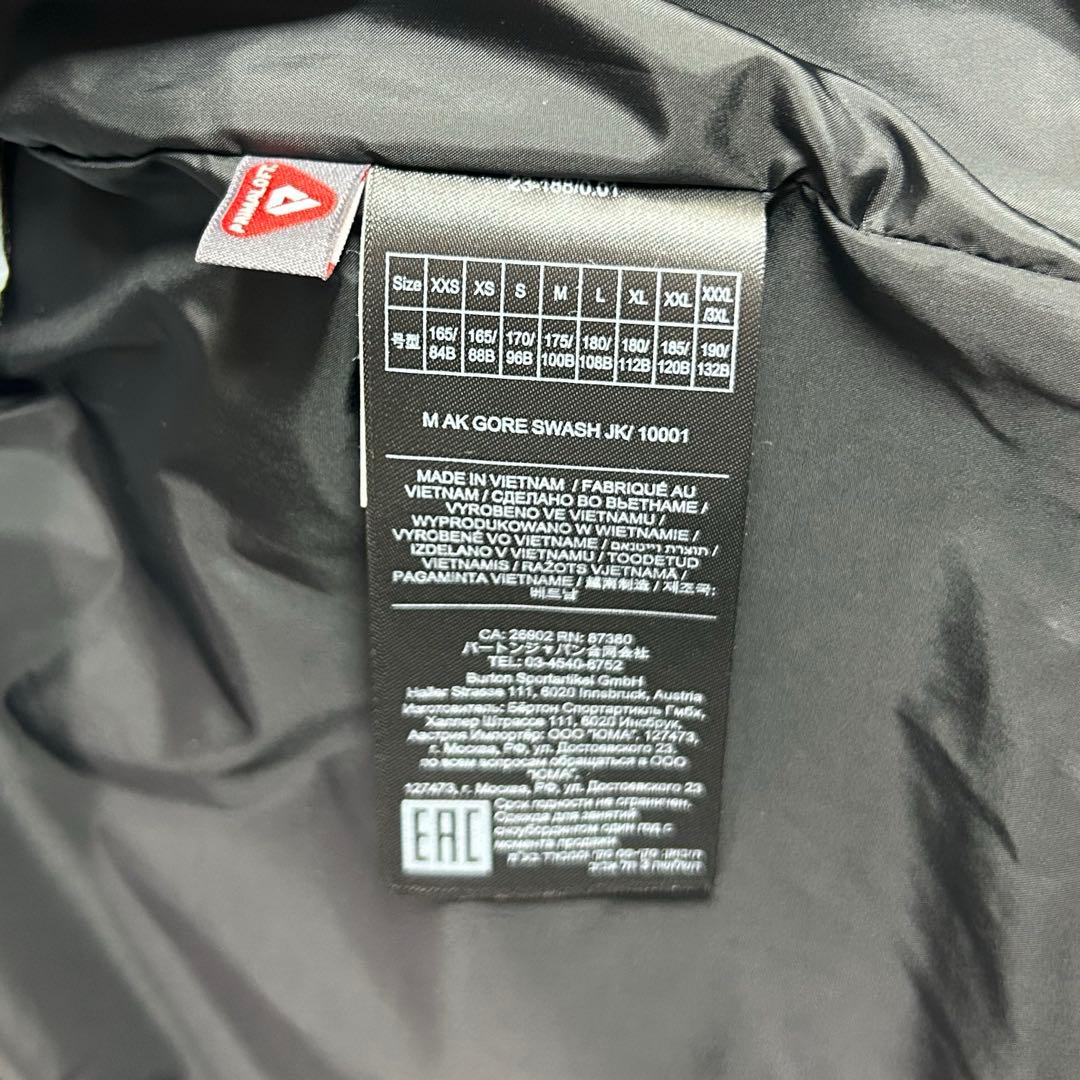 PRIMALOFT
23-1887/0.01
Size XXS XS S M L XL XXL XXXL /3XL
号型 165/84B 165/88B 170/96B 175/100B 180/108B 180/112B 185/120B 190/132B
M AK GORE SWASH JK/ 10001
MADE IN VIETNAM / FABRIQUÉ AU
VIETNAM / СДЕЛАНО ВО ВЬЕТНАМЕ /
VYROBENO VE VIETNAMU /
WYPRODUKOWANO W WIETNAMIE /
VYROBENÉ VO VIETNAME / תוצרת וייטנאם /
IZDELANO V VIETNAMU / TOODETUD
VIETNAMIS / RAŽOTS VJETNAMĀ /
PAGAMINTA VIETNAME / 越南制造 / 제조국:
베트남
CA: 26902 RN: 87380
バートンジャパン合同会社
TEL: 03-4540-6752
Burton Sportartikel GmbH
Haller Strasse 111, 6020 Innsbruck, Austria
Изготовитель: Бёртон Спортартикль Гмбх,
Халлер Штрассе 111, 6020 Инсбрук,
Австрия Импортёр: ООО "ЮМА", 127473,
г. Москва, РФ, ул. Достоевского 23,
по всем вопросам обращаться в ООО
"ЮМА",
127473, г. Москва, РФ, ул. Достоевского 23
Срок годности не ограничен.
Одежда для занятий
сноубордингом один год с
момента продажи
EAC